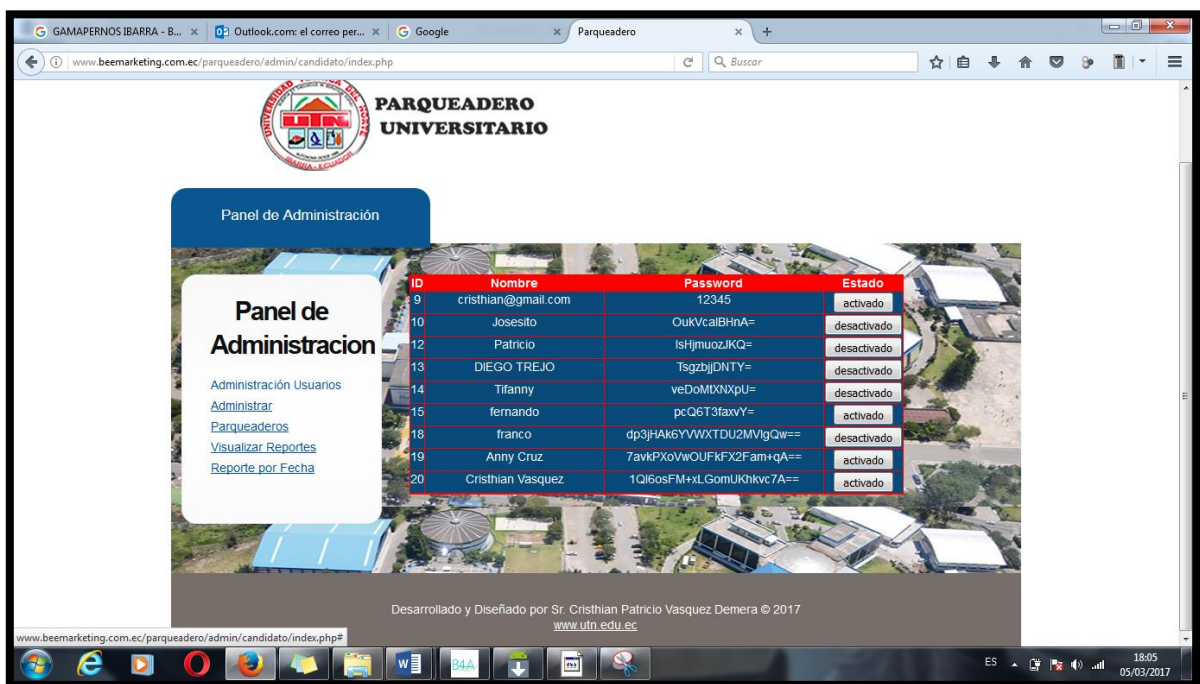 GAMAPERNOS IBARRA - B... Outlook.com: el correo per... Google Parqueadero
www.beemarketing.com.ec/parqueadero/admin/candidato/index.php Buscar
PARQUEADERO
UNIVERSITARIO
UTN
IBARRA - ECUADOR
Panel de Administración
Panel de
Administracion
Administración Usuarios
Administrar
Parqueaderos
Visualizar Reportes
Reporte por Fecha
ID Nombre Password Estado
9 cristhian@gmail.com 12345 activado
10 Josesito OukVcalBHnA= desactivado
12 Patricio IsHjmuozJKQ= desactivado
13 DIEGO TREJO TsgzbjjDNTY= desactivado
14 Tifanny veDoMtXNXpU= desactivado
15 fernando pcQ6T3faxvY= activado
18 franco dp3jHAk6YVWXTDU2MVIgQw== desactivado
19 Anny Cruz 7avkPXoVwOUFkFX2Fam+qA== activado
20 Cristhian Vasquez 1Ql6osFM+xLGomUKhkvc7A== activado
Desarrollado y Diseñado por Sr. Cristhian Patricio Vasquez Demera © 2017
www.utn.edu.ec
www.beemarketing.com.ec/parqueadero/admin/candidato/index.php#
B4A
ES 18:05
05/03/2017